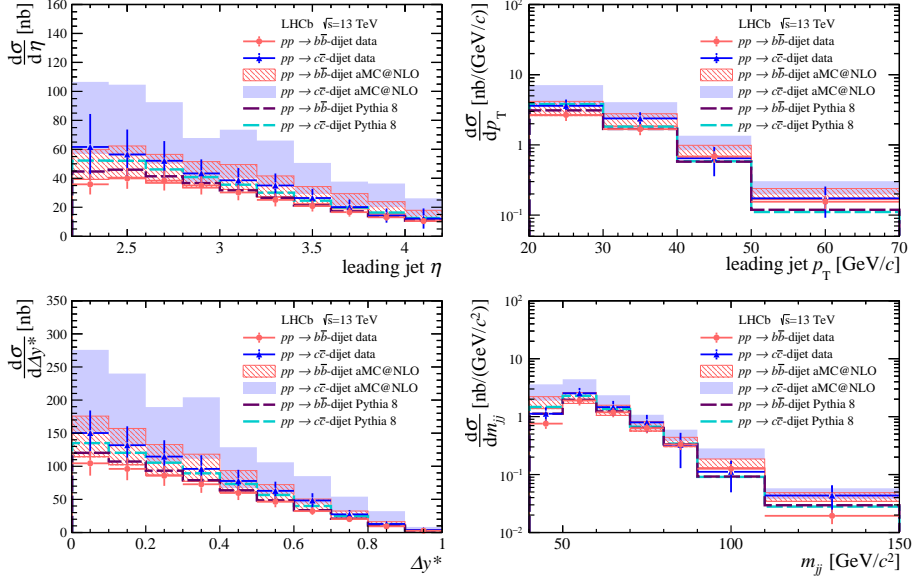 dσ/dη [nb]
160
140
120
100
80
60
40
20
0
2.5 3 3.5 4
leading jet η
LHCb √s=13 TeV
pp → bb̅-dijet data
pp → cc̅-dijet data
pp → bb̅-dijet aMC@NLO
pp → cc̅-dijet aMC@NLO
pp → bb̅-dijet Pythia 8
pp → cc̅-dijet Pythia 8
dσ/dp_T [nb/(GeV/c)]
10²
10
1
10⁻¹
20 30 40 50 60 70
leading jet p_T [GeV/c]
LHCb √s=13 TeV
pp → bb̅-dijet data
pp → cc̅-dijet data
pp → bb̅-dijet aMC@NLO
pp → cc̅-dijet aMC@NLO
pp → bb̅-dijet Pythia 8
pp → cc̅-dijet Pythia 8
dσ/dΔy* [nb]
350
300
250
200
150
100
50
0
0 0.2 0.4 0.6 0.8 1
Δy*
LHCb √s=13 TeV
pp → bb̅-dijet data
pp → cc̅-dijet data
pp → bb̅-dijet aMC@NLO
pp → cc̅-dijet aMC@NLO
pp → bb̅-dijet Pythia 8
pp → cc̅-dijet Pythia 8
dσ/dm_jj [nb/(GeV/c²)]
10²
10
1
10⁻¹
10⁻²
50 100 150
m_jj [GeV/c²]
LHCb √s=13 TeV
pp → bb̅-dijet data
pp → cc̅-dijet data
pp → bb̅-dijet aMC@NLO
pp → cc̅-dijet aMC@NLO
pp → bb̅-dijet Pythia 8
pp → cc̅-dijet Pythia 8